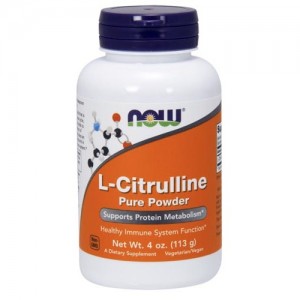 NOW
L-Citrulline
Pure Powder
Supports Protein Metabolism*
Healthy Immune System Function*
Net Wt. 4 oz. (113 g)
A Dietary Supplement Vegetarian/Vegan